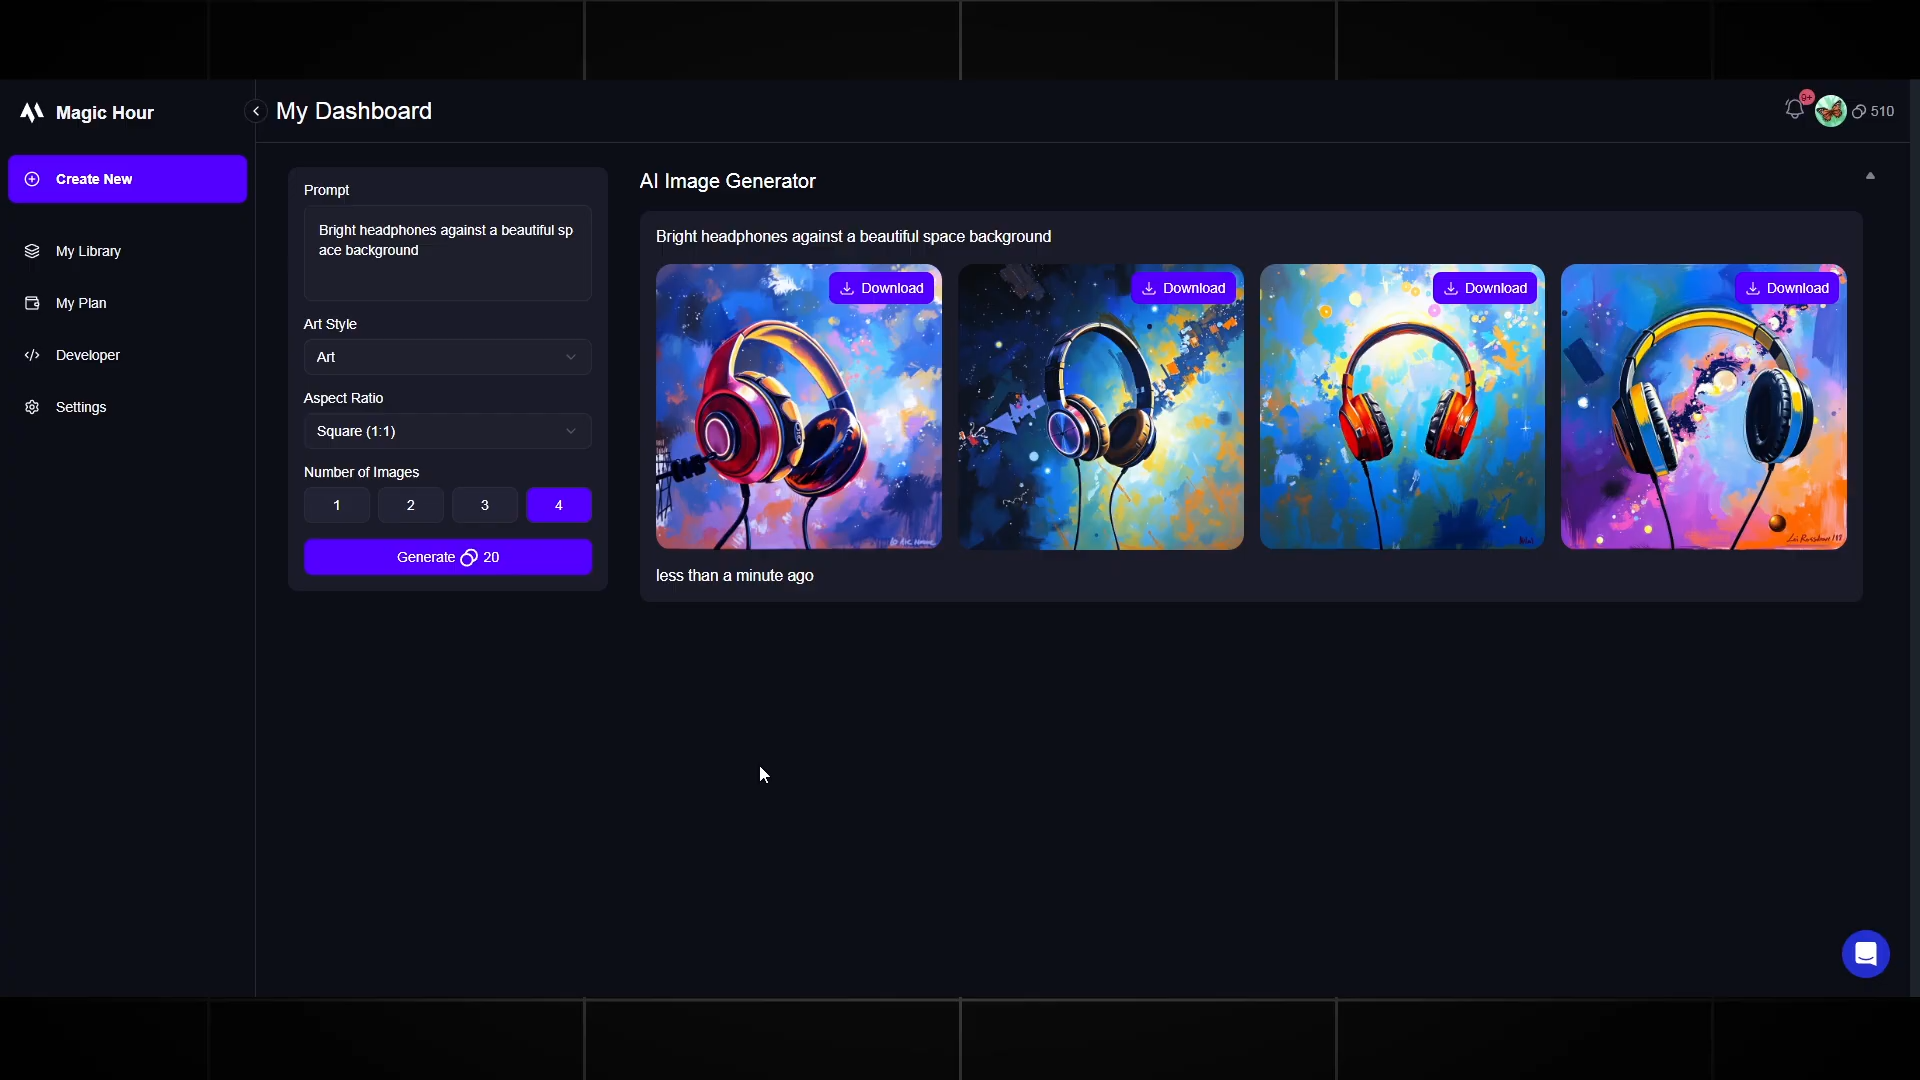 Magic Hour
My Dashboard
9+
510
Create New
My Library
My Plan
Developer
Settings
Prompt
Bright headphones against a beautiful sp
ace background
Art Style
Art
Aspect Ratio
Square (1:1)
Number of Images
1
2
3
4
Generate 20
AI Image Generator
Bright headphones against a beautiful space background
Download
Download
Download
Download
less than a minute ago